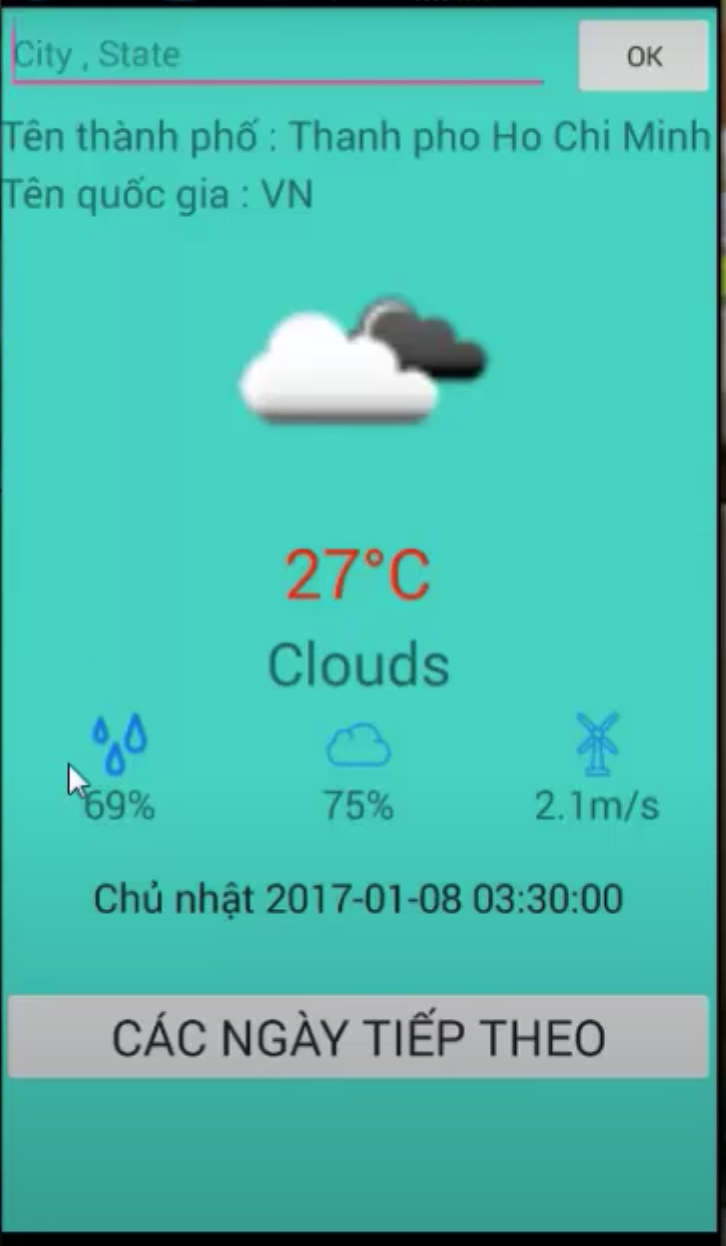 City , State
OK
Tên thành phố : Thanh pho Ho Chi Minh
Tên quốc gia : VN
27°C
Clouds
69% 75% 2.1m/s
Chủ nhật 2017-01-08 03:30:00
CÁC NGÀY TIẾP THEO